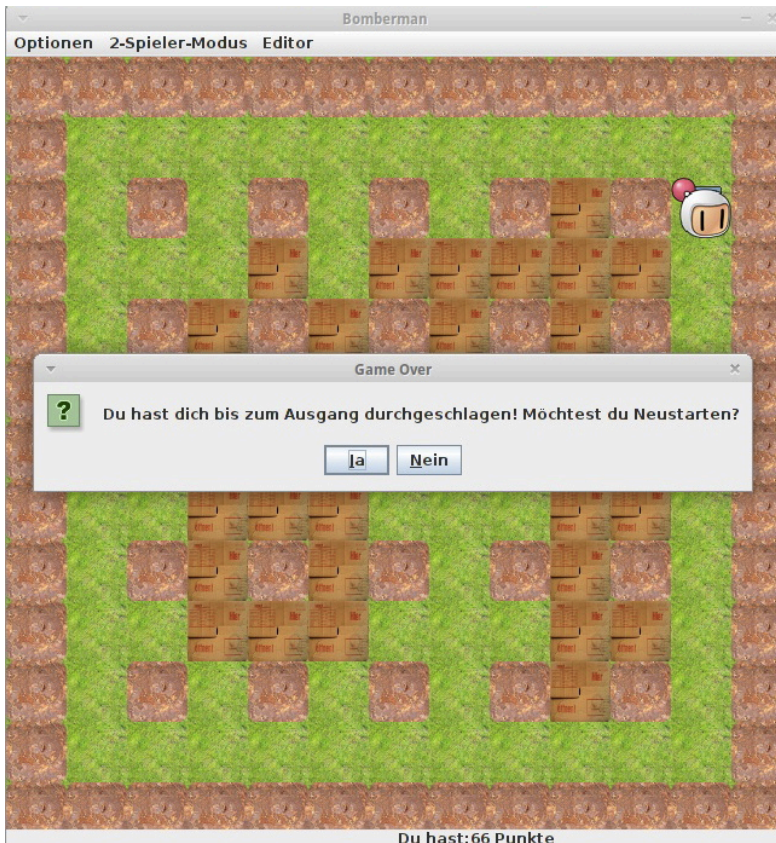 Bomberman
Optionen 2-Spieler-Modus Editor
Game Over
Du hast dich bis zum Ausgang durchgeschlagen! Möchtest du Neustarten?
Ja Nein
Du hast:66 Punkte